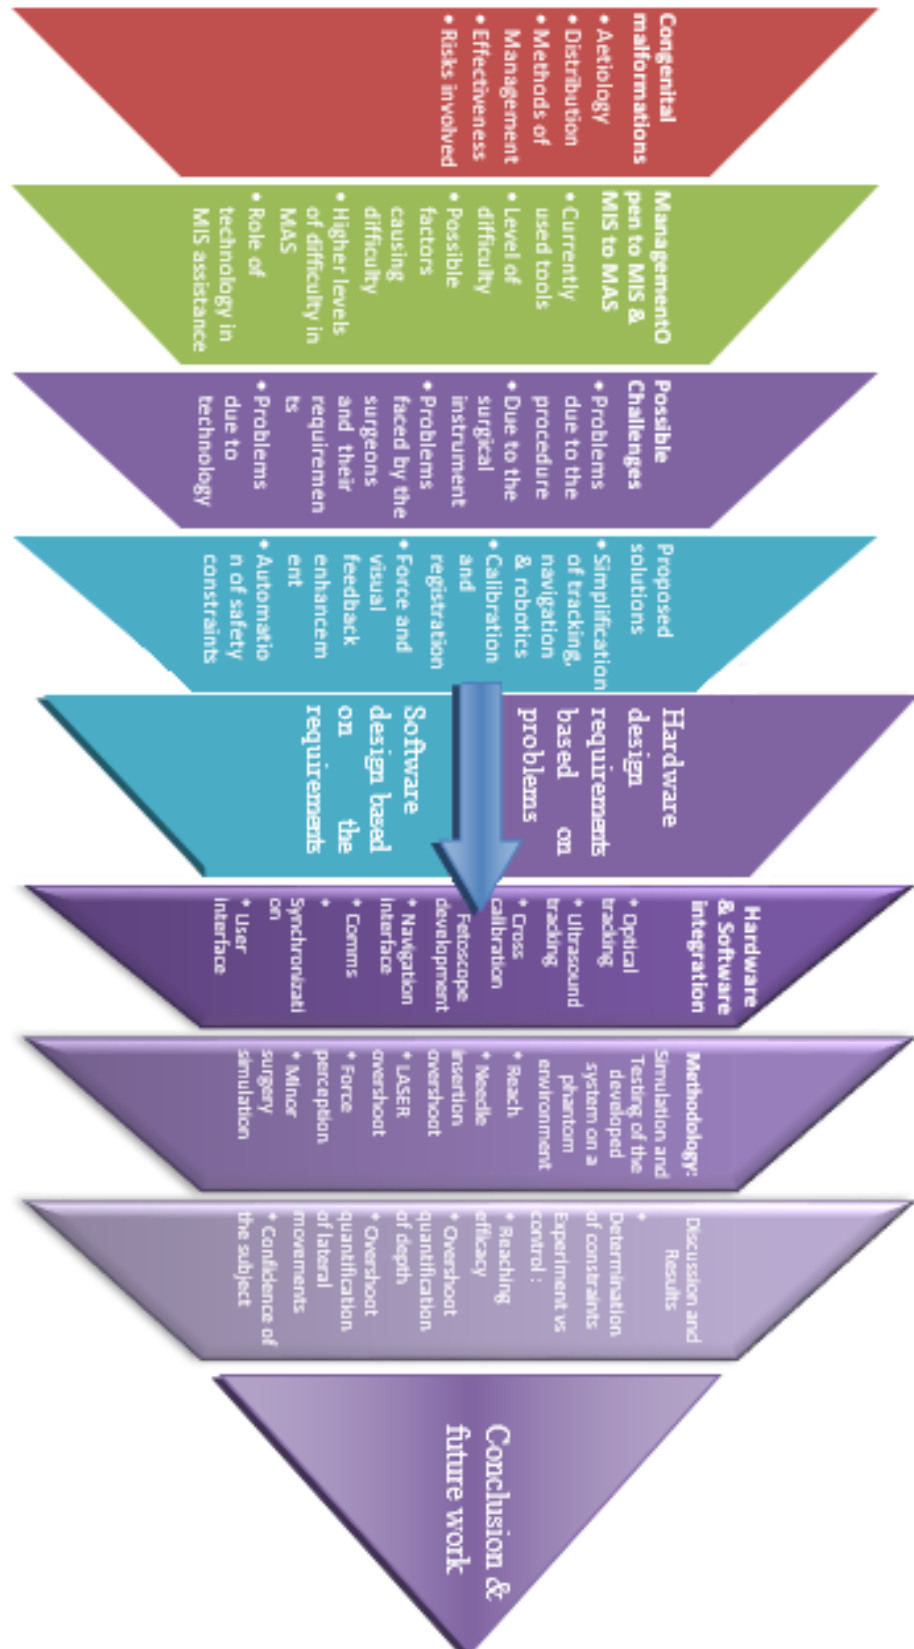 Congenital
malformations
• Aetiology
• Distribution
• Methods of
Management
• Effectiveness
• Risks involved
ManagementO
pen to MIS &
MIS to MAS
• Currently
used tools
• Level of
difficulty
• Possible
factors
causing
difficulty
• Higher levels
of difficulty in
MAS
• Role of
technology in
MIS assistance
Possible
Challenges
• Problems
due to the
procedure
• Due to the
surgical
instrument
• Problems
faced by the
surgeons
and their
requiremen
ts
• Problems
due to
technology
Proposed
solutions
• Simplification
of tracking,
navigation
& robotics
• Calibration
and
registration
• Force and
visual
feedback
enhancem
ent
• Automatio
n of safety
constraints
Hardware
design
requirements
based on
problems
Software
design based
on the
requirements
Hardware
& Software
integration
• Optical
tracking
• Ultrasound
tracking
• Cross
calibration
•
Fetoscope
development
• Navigation
interface
• Comms
•
Synchronizati
on
• User
interface
Methodology:
Simulation and
Testing of the
developed
system on a
phantom
environment
• Reach
• Needle
insertion
overshoot
• LASER
overshoot
• Force
perception
• Minor
surgery
simulation
Discussion and
Results
•
Determination
of constraints
Experiment vs
control :
• Reaching
efficacy
• Overshoot
quantification
of depth
• Overshoot
quantification
of lateral
movements
• Confidence of
the subject
Conclusion &
future work